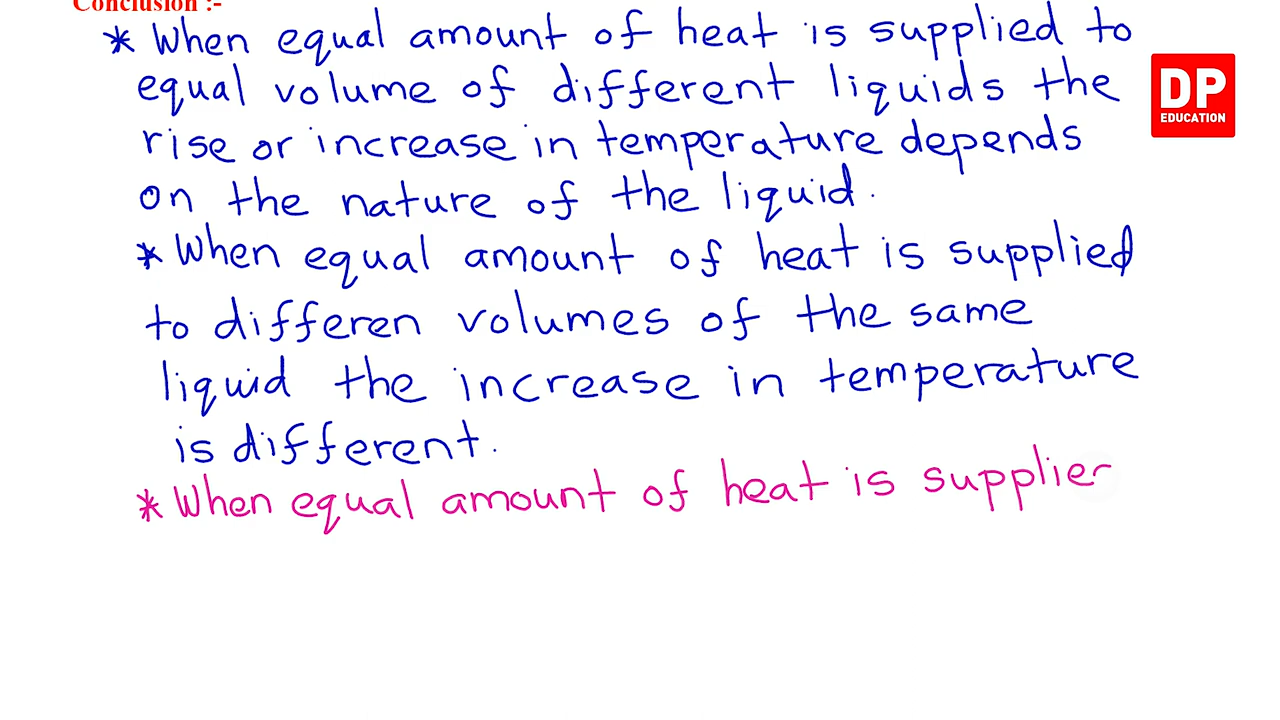 Conclusion :-
* When equal amount of heat is supplied to
equal volume of different liquids the
rise or increase in temperature depends
on the nature of the liquid.
* When equal amount of heat is supplied
to differen volumes of the same
liquid the increase in temperature
is different.
* When equal amount of heat is supplier
DP
EDUCATION